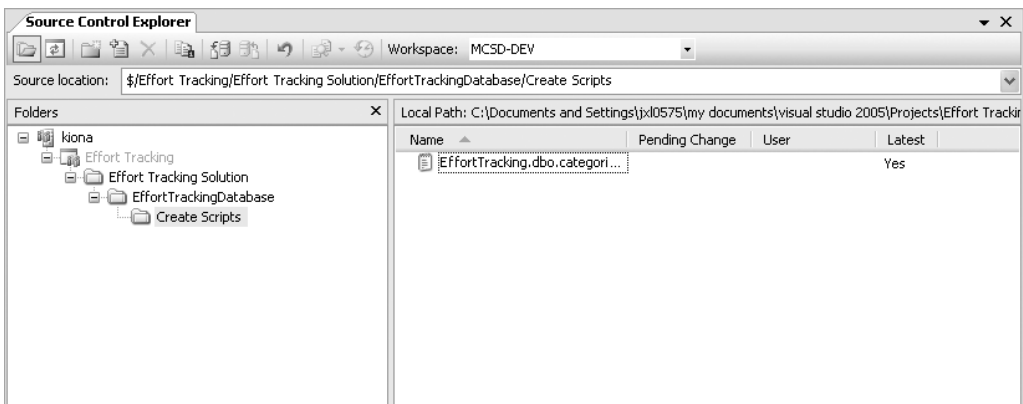 Source Control Explorer
Workspace: MCSD-DEV
Source location: $/Effort Tracking/Effort Tracking Solution/EffortTrackingDatabase/Create Scripts
Folders
Local Path: C:\Documents and Settings\jxl0575\my documents\visual studio 2005\Projects\Effort Trackin
Name Pending Change User Latest
kiona
Effort Tracking
Effort Tracking Solution
EffortTrackingDatabase
Create Scripts
EffortTracking.dbo.categori... Yes